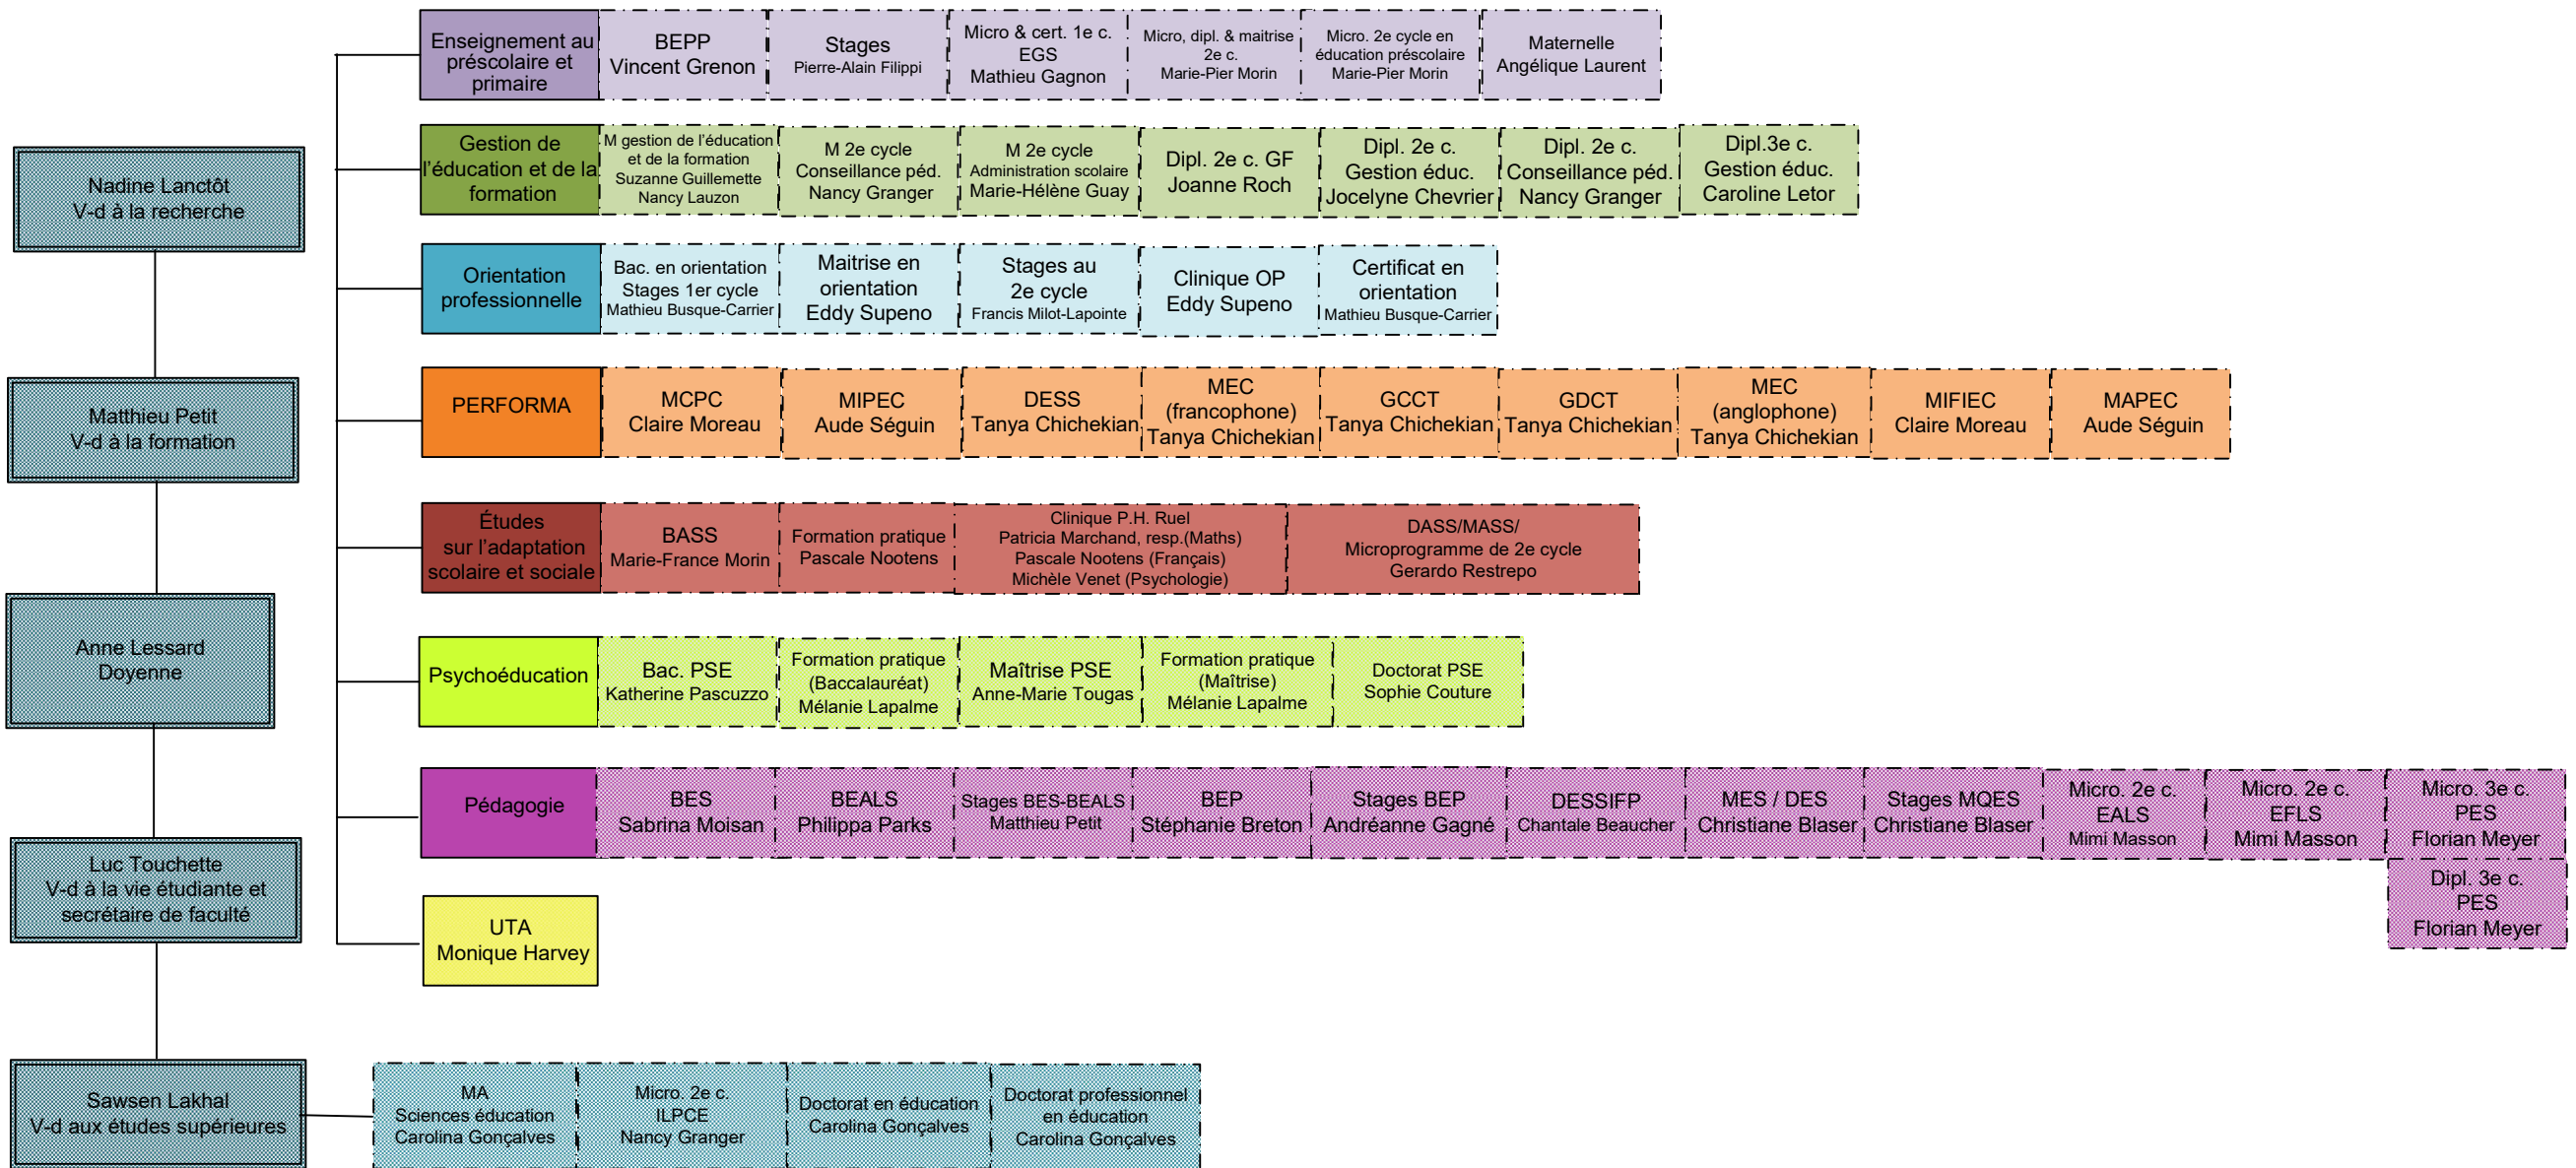 Nadine Lanctôt
V-d à la recherche
Matthieu Petit
V-d à la formation
Anne Lessard
Doyenne
Luc Touchette
V-d à la vie étudiante et
secrétaire de faculté
Sawsen Lakhal
V-d aux études supérieures
Enseignement au
préscolaire et
primaire
BEPP
Vincent Grenon
Stages
Pierre-Alain Filippi
Micro & cert. 1e c.
EGS
Mathieu Gagnon
Micro, dipl. & maitrise
2e c.
Marie-Pier Morin
Micro. 2e cycle en
éducation préscolaire
Marie-Pier Morin
Maternelle
Angélique Laurent
Gestion de
l'éducation et de la
formation
M gestion de l'éducation
et de la formation
Suzanne Guillemette
Nancy Lauzon
M 2e cycle
Conseillance péd.
Nancy Granger
M 2e cycle
Administration scolaire
Marie-Hélène Guay
Dipl. 2e c. GF
Joanne Roch
Dipl. 2e c.
Gestion éduc.
Jocelyne Chevrier
Dipl. 2e c.
Conseillance péd.
Nancy Granger
Dipl.3e c.
Gestion éduc.
Caroline Letor
Orientation
professionnelle
Bac. en orientation
Stages 1er cycle
Mathieu Busque-Carrier
Maitrise en
orientation
Eddy Supeno
Stages au
2e cycle
Francis Milot-Lapointe
Clinique OP
Eddy Supeno
Certificat en
orientation
Mathieu Busque-Carrier
PERFORMA
MCPC
Claire Moreau
MIPEC
Aude Séguin
DESS
Tanya Chichekian
MEC
(francophone)
Tanya Chichekian
GCCT
Tanya Chichekian
GDCT
Tanya Chichekian
MEC
(anglophone)
Tanya Chichekian
MIFIEC
Claire Moreau
MAPEC
Aude Séguin
Études
sur l'adaptation
scolaire et sociale
BASS
Marie-France Morin
Formation pratique
Pascale Nootens
Clinique P.H. Ruel
Patricia Marchand, resp.(Maths)
Pascale Nootens (Français)
Michèle Venet (Psychologie)
DASS/MASS/
Microprogramme de 2e cycle
Gerardo Restrepo
Psychoéducation
Bac. PSE
Katherine Pascuzzo
Formation pratique
(Baccalauréat)
Mélanie Lapalme
Maîtrise PSE
Anne-Marie Tougas
Formation pratique
(Maîtrise)
Mélanie Lapalme
Doctorat PSE
Sophie Couture
Pédagogie
BES
Sabrina Moisan
BEALS
Philippa Parks
Stages BES-BEALS
Matthieu Petit
BEP
Stéphanie Breton
Stages BEP
Andréanne Gagné
DESSIFP
Chantale Beaucher
MES / DES
Christiane Blaser
Stages MQES
Christiane Blaser
Micro. 2e c.
EALS
Mimi Masson
Micro. 2e c.
EFLS
Mimi Masson
Micro. 3e c.
PES
Florian Meyer
Dipl. 3e c.
PES
Florian Meyer
UTA
Monique Harvey
MA
Sciences éducation
Carolina Gonçalves
Micro. 2e c.
ILPCE
Nancy Granger
Doctorat en éducation
Carolina Gonçalves
Doctorat professionnel
en éducation
Carolina Gonçalves